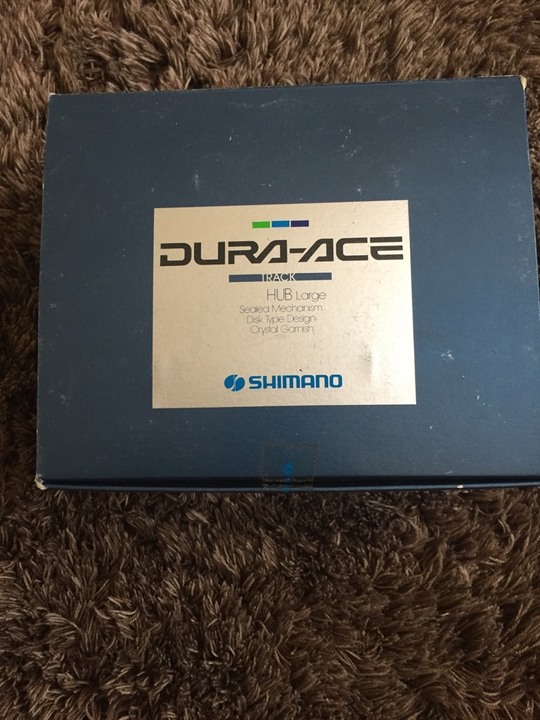 DURA-ACE
TRACK
HUB Large
Sealed Mechanism
Disk Type Design
Crystal Garnish
SHIMANO